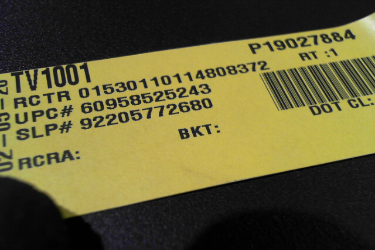 P19027884
TV1001
RT :1
RCTR 01530110114808372
UPC# 60958525243
SLP# 92205772680
DOT CL:
BKT:
RCRA: